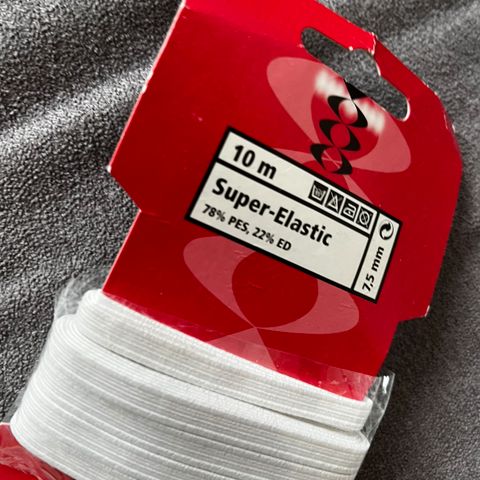 10 m
Super-Elastic
78% PES, 22% ED
7,5 mm